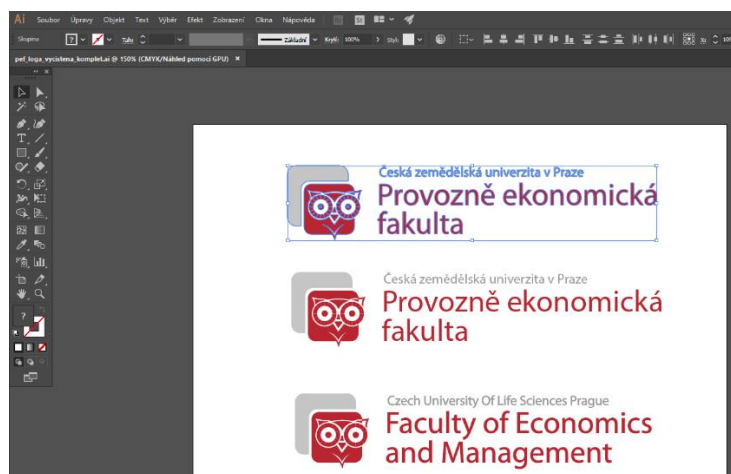 Ai Soubor Úpravy Objekt Text Výběr Efekt Zobrazení Okna Nápověda
Skupina ? Tah: Základní Krytí: 100% Styl:
pef_loga_vycistena_komplet.ai @ 150% (CMYK/Náhled pomocí GPU) ×
Česká zemědělská univerzita v Praze
Provozně ekonomická
fakulta
Česká zemědělská univerzita v Praze
Provozně ekonomická
fakulta
Czech University Of Life Sciences Prague
Faculty of Economics
and Management